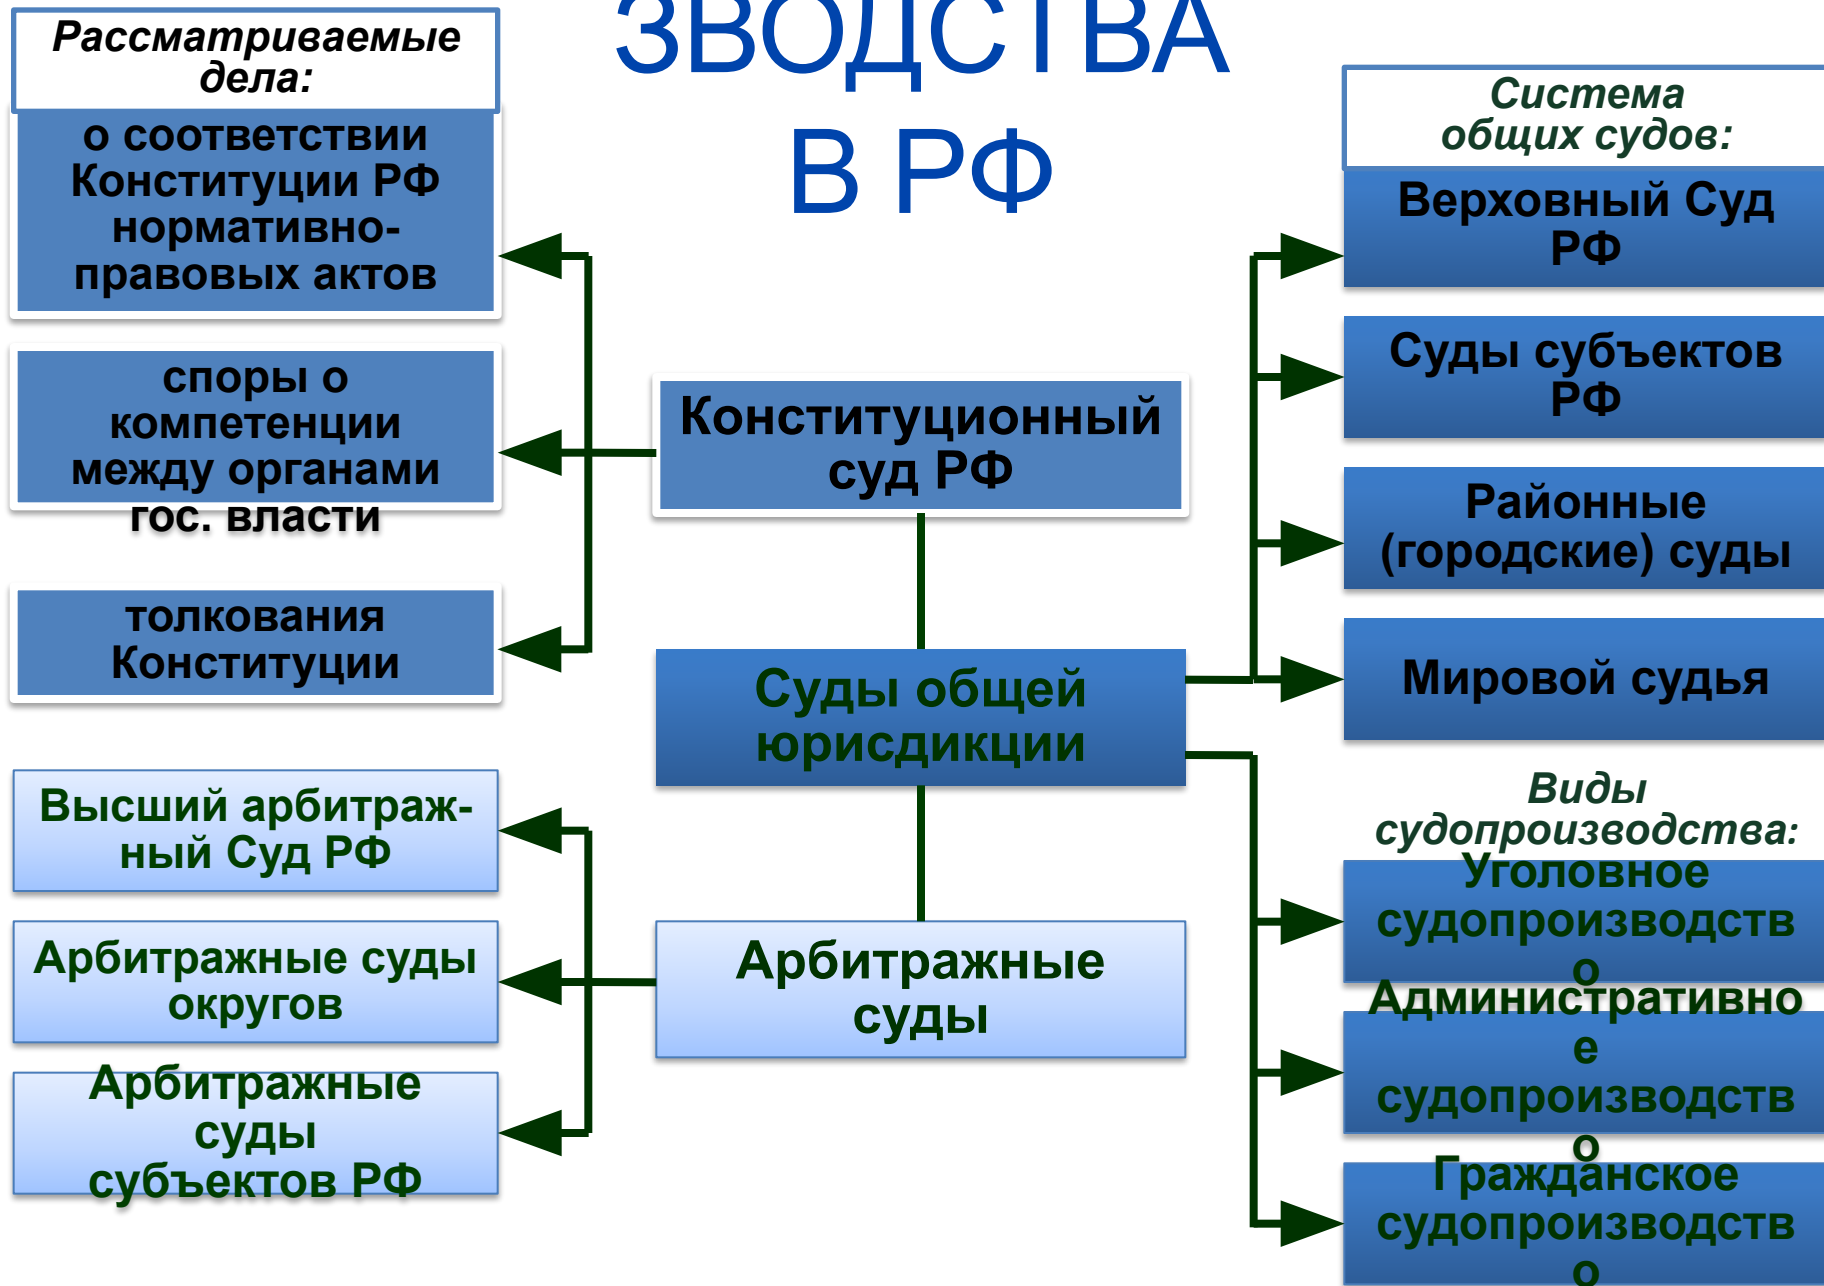 ЗВОДСТВА
В РФ
Рассматриваемые
дела:
о соответствии
Конституции РФ
нормативно-
правовых актов
споры о
компетенции
между органами
гос. власти
толкования
Конституции
Конституционный
суд РФ
Суды общей
юрисдикции
Арбитражные
суды
Высший арбитраж-
ный Суд РФ
Арбитражные суды
округов
Арбитражные
суды
субъектов РФ
Система
общих судов:
Верховный Суд
РФ
Суды субъектов
РФ
Районные
(городские) суды
Мировой судья
Виды
судопроизводства:
Уголовное
судопроизводств
о
Административно
е
судопроизводств
о
Гражданское
судопроизводств
о